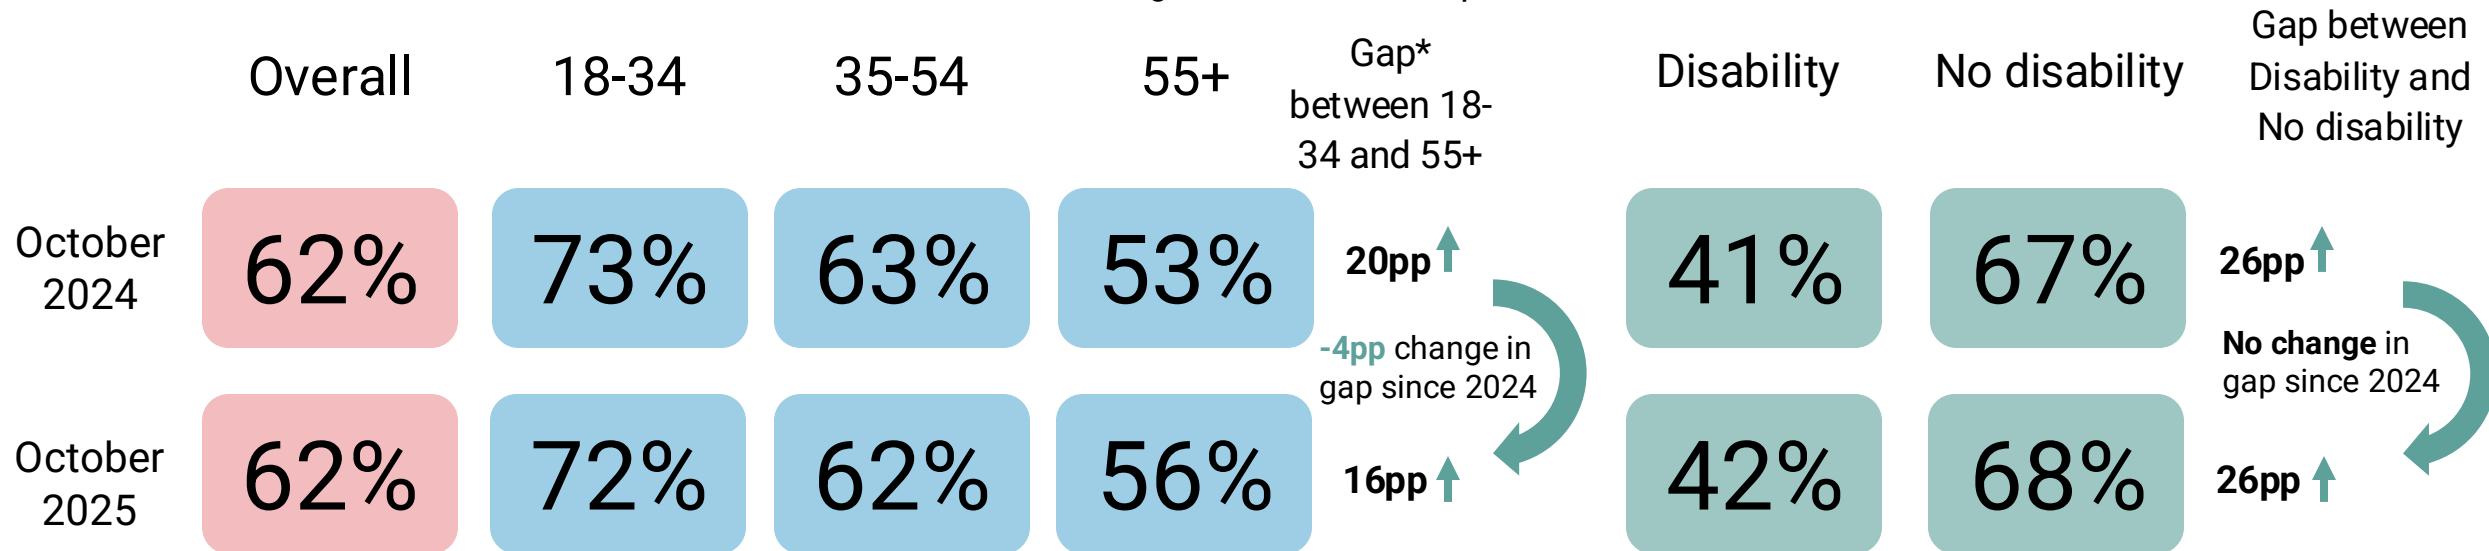 Overall
18-34
35-54
55+
Gap*
between 18-
34 and 55+
Disability
No disability
Gap between
Disability and
No disability
October
2024
62%
73%
63%
53%
20pp
41%
67%
26pp
-4pp change in
gap since 2024
No change in
gap since 2024
October
2025
62%
72%
62%
56%
16pp
42%
68%
26pp